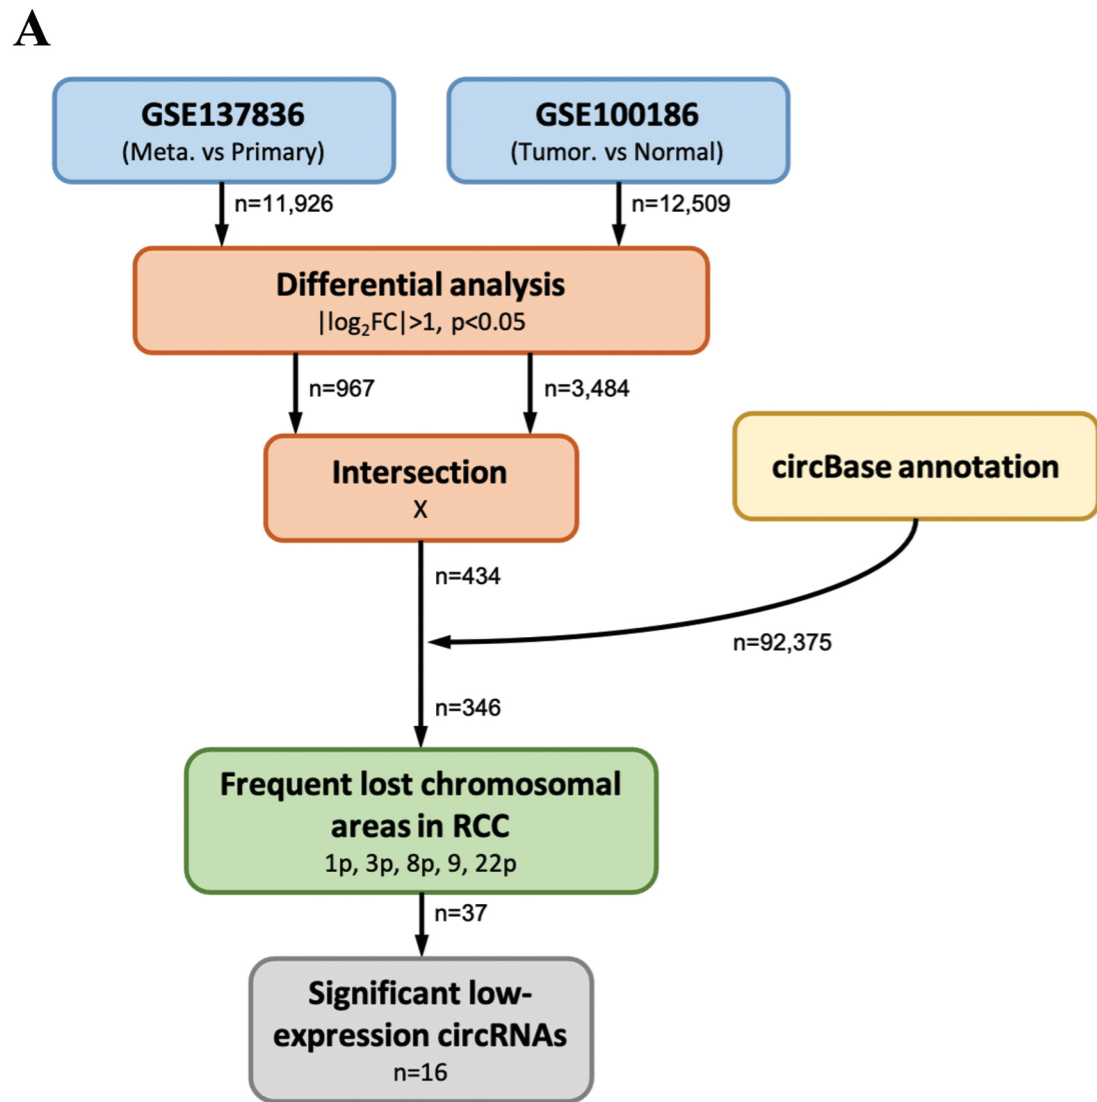 A
GSE137836
(Meta. vs Primary)
GSE100186
(Tumor. vs Normal)
n=11,926
n=12,509
Differential analysis
|log₂FC|>1, p<0.05
n=967
n=3,484
Intersection
X
circBase annotation
n=434
n=92,375
n=346
Frequent lost chromosomal
areas in RCC
1p, 3p, 8p, 9, 22p
n=37
Significant low-
expression circRNAs
n=16